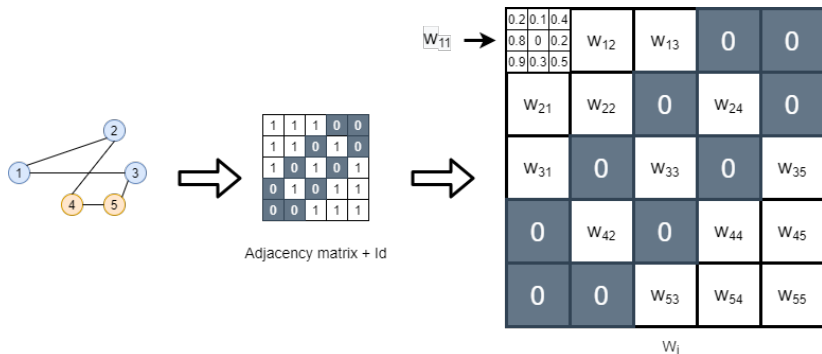 2
1
3
4
5
1 1 1 0 0
1 1 0 1 0
1 0 1 0 1
0 1 0 1 1
0 0 1 1 1
Adjacency matrix + Id
W11
0.2 0.1 0.4
0.8 0 0.2
0.9 0.3 0.5
W12 W13 0 0
W21 W22 0 W24 0
W31 0 W33 0 W35
0 W42 0 W44 W45
0 0 W53 W54 W55
Wi